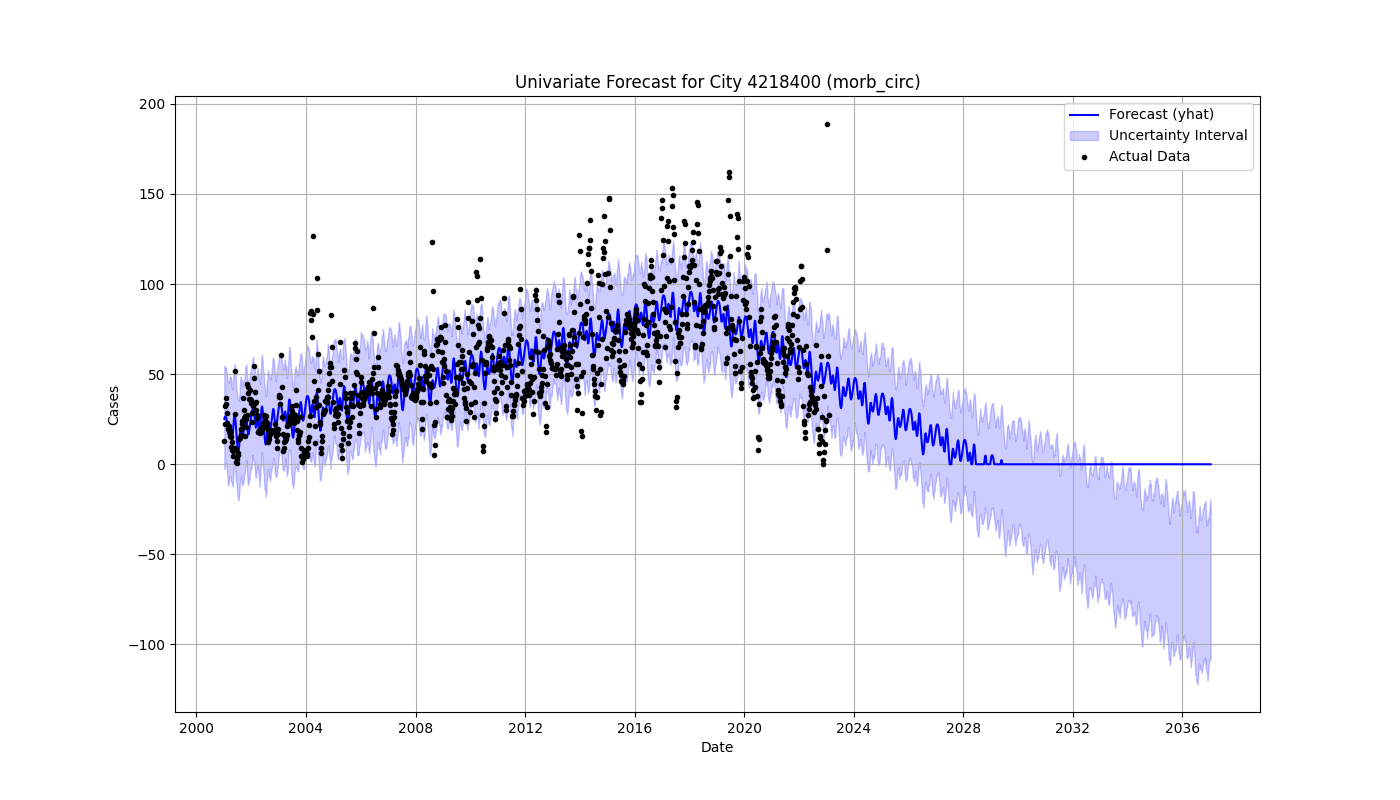 Univariate Forecast for City 4218400 (morb_circ)
Forecast (yhat)
Uncertainty Interval
Actual Data
Cases
200
150
100
50
0
−50
−100
2000 2004 2008 2012 2016 2020 2024 2028 2032 2036
Date